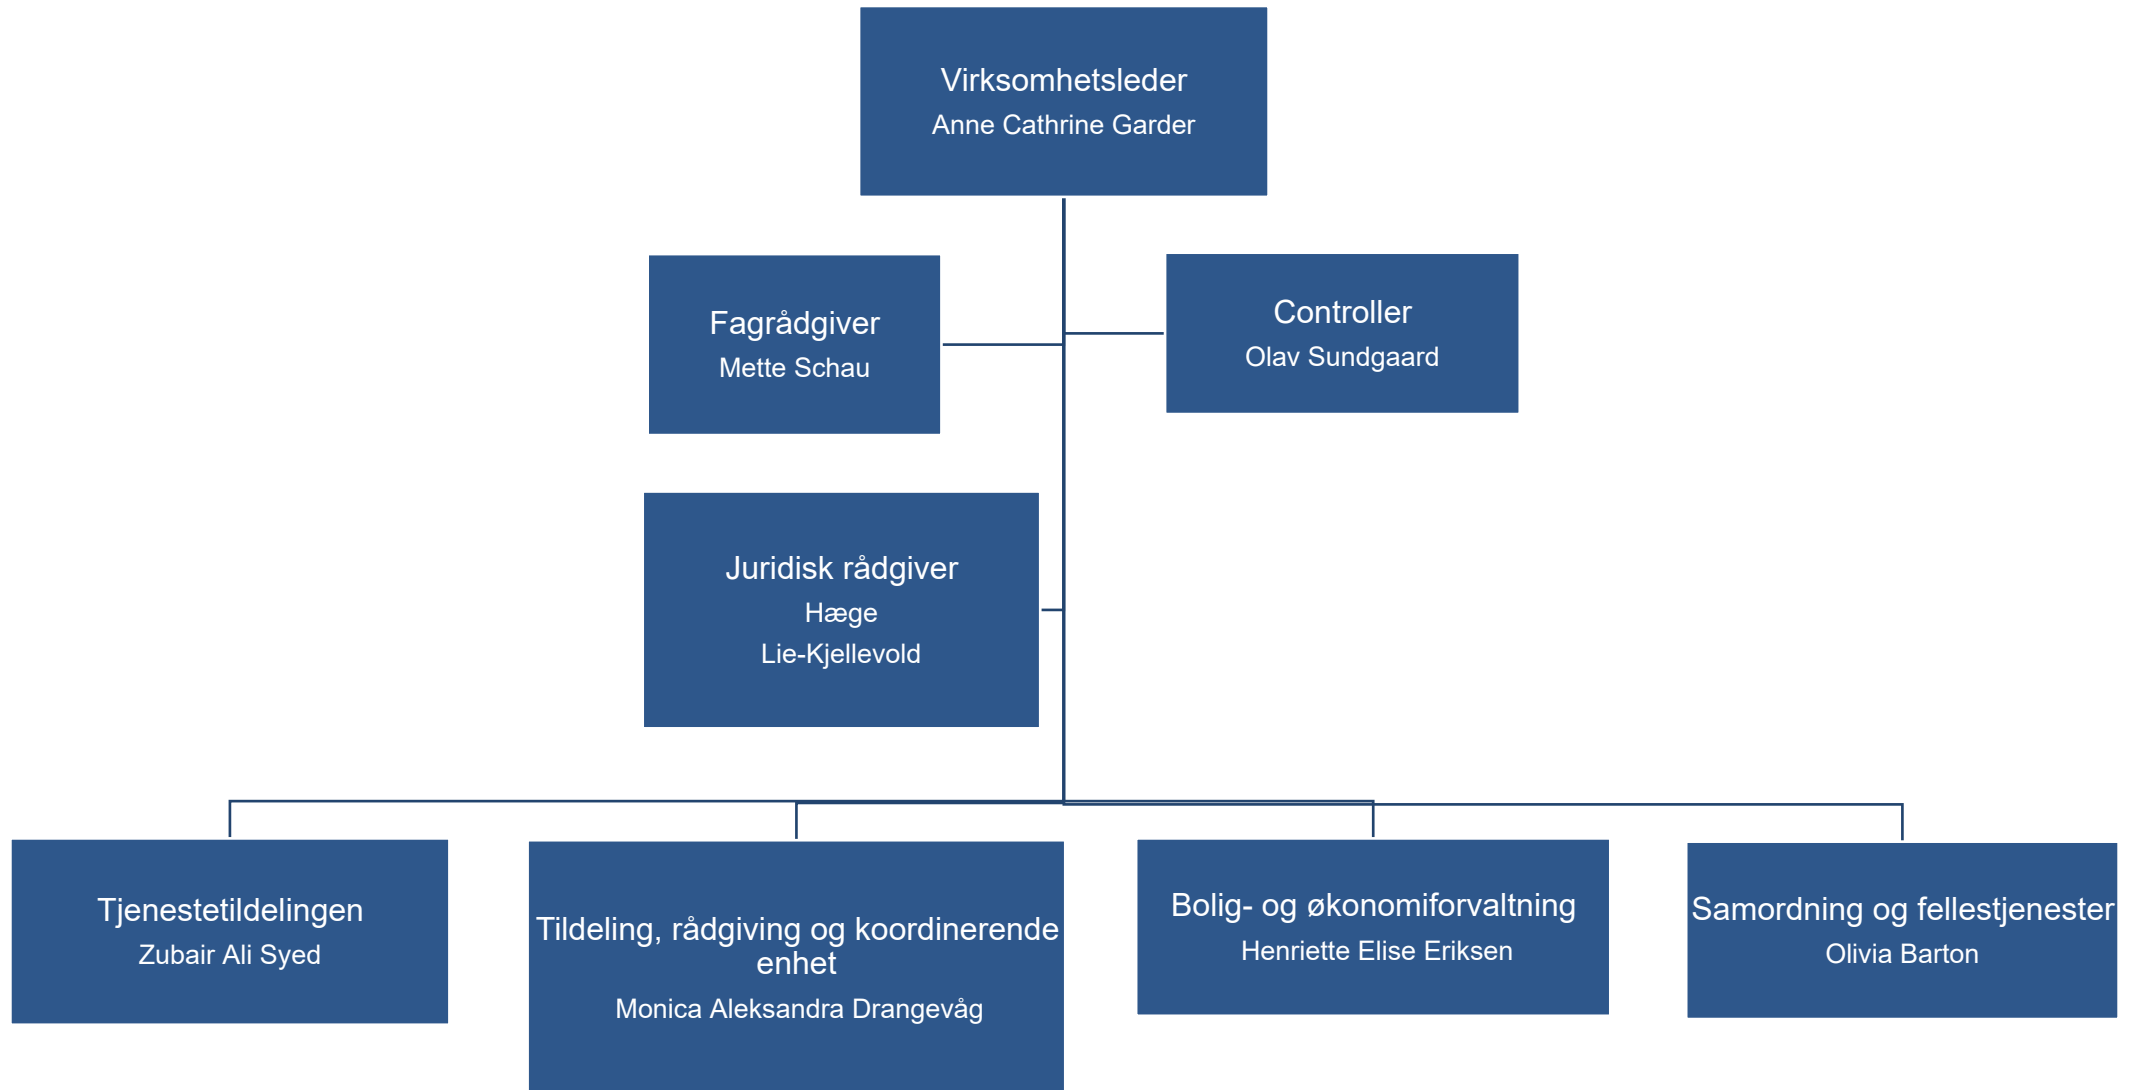 Virksomhetsleder
Anne Cathrine Garder
Fagrådgiver
Mette Schau
Controller
Olav Sundgaard
Juridisk rådgiver
Hæge
Lie-Kjellevold
Tjenestetildelingen
Zubair Ali Syed
Tildeling, rådgiving og koordinerende
enhet
Monica Aleksandra Drangevåg
Bolig- og økonomiforvaltning
Henriette Elise Eriksen
Samordning og fellestjenester
Olivia Barton